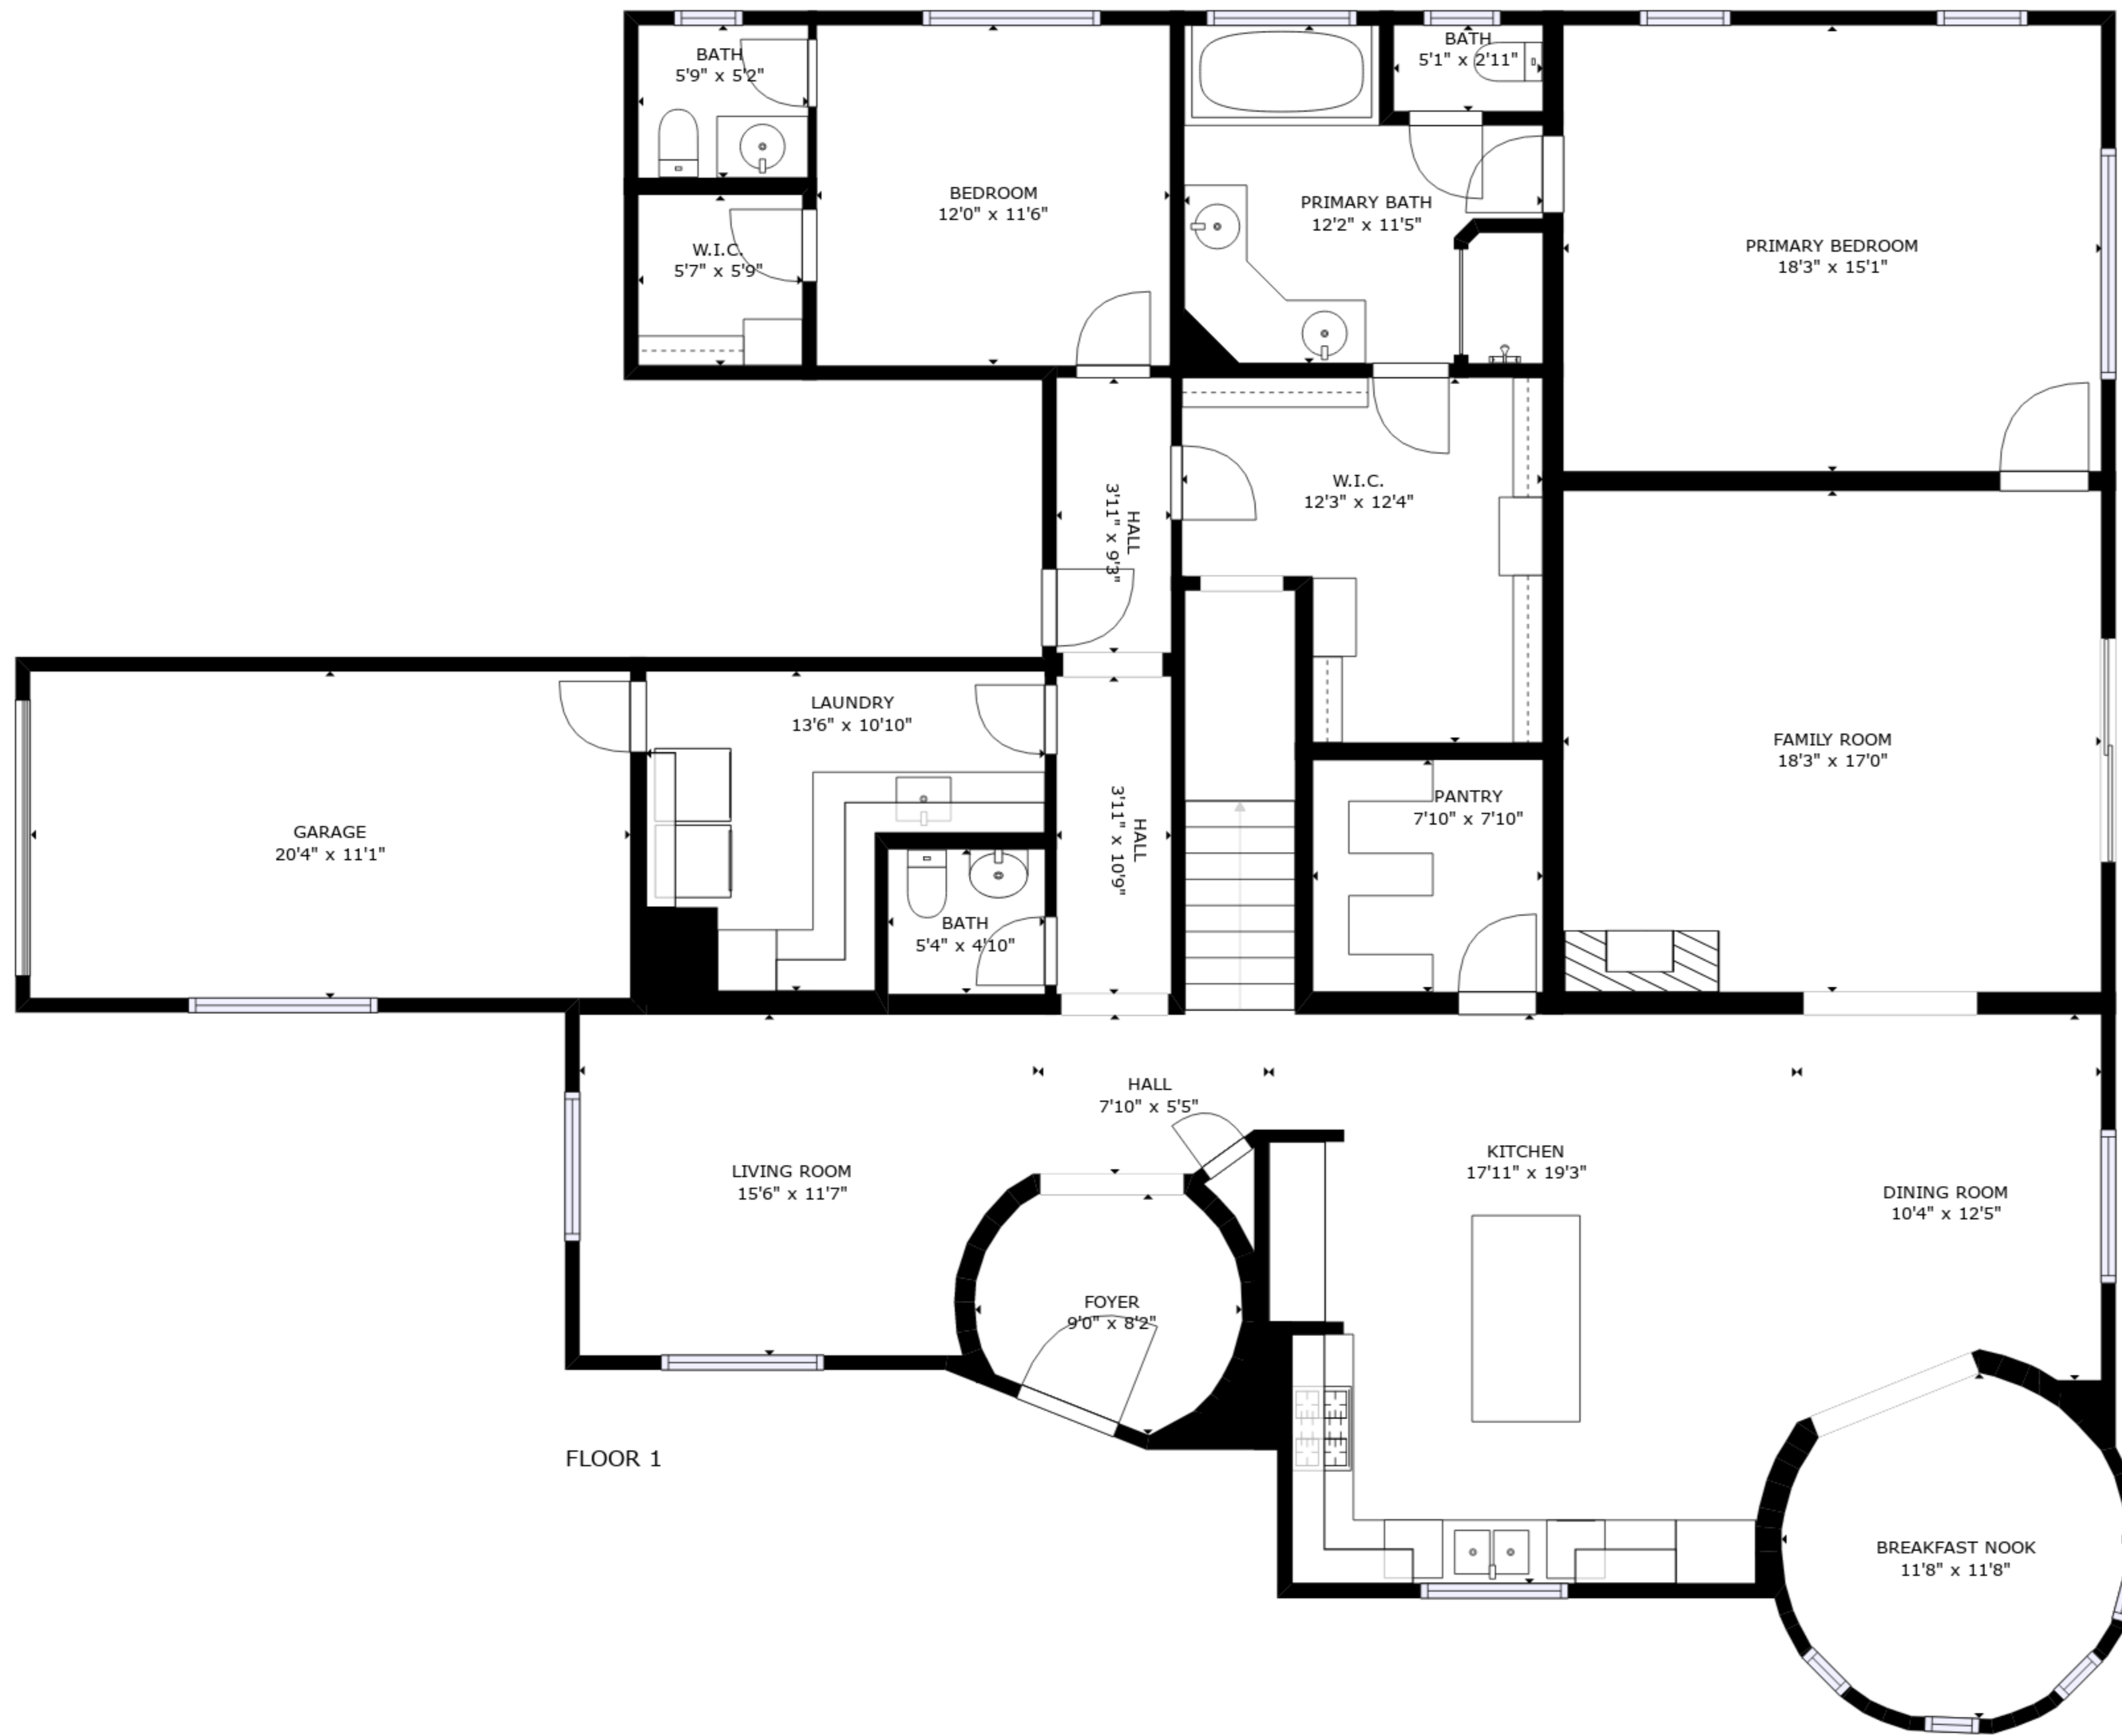 BATH
5'9" x 5'2"
BATH
5'1" x 2'11"
BEDROOM
12'0" x 11'6"
PRIMARY BATH
12'2" x 11'5"
PRIMARY BEDROOM
18'3" x 15'1"
W.I.C.
5'7" x 5'9"
HALL
3'11" x 9'3"
W.I.C.
12'3" x 12'4"
LAUNDRY
13'6" x 10'10"
FAMILY ROOM
18'3" x 17'0"
GARAGE
20'4" x 11'1"
HALL
3'11" x 10'9"
PANTRY
7'10" x 7'10"
BATH
5'4" x 4'10"
HALL
7'10" x 5'5"
LIVING ROOM
15'6" x 11'7"
KITCHEN
17'11" x 19'3"
DINING ROOM
10'4" x 12'5"
FOYER
9'0" x 8'2"
FLOOR 1
BREAKFAST NOOK
11'8" x 11'8"